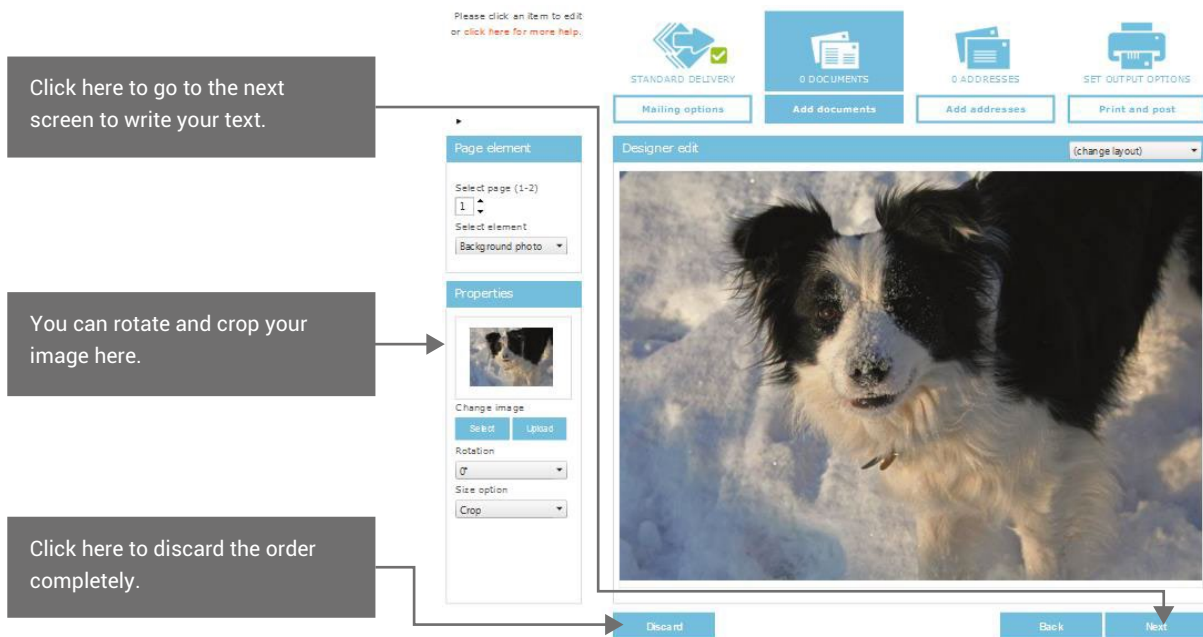 Please click an item to edit
or click here for more help.
STANDARD DELIVERY
0 DOCUMENTS
0 ADDRESSES
SET OUTPUT OPTIONS
Mailing options
Add documents
Add addresses
Print and post
Click here to go to the next
screen to write your text.
Page element
Designer edit
(change layout)
Select page (1-2)
1
Select element
Background photo
You can rotate and crop your
image here.
Properties
Change image
Select
Upload
Rotation
0°
Size option
Crop
Click here to discard the order
completely.
Discard
Back
Next